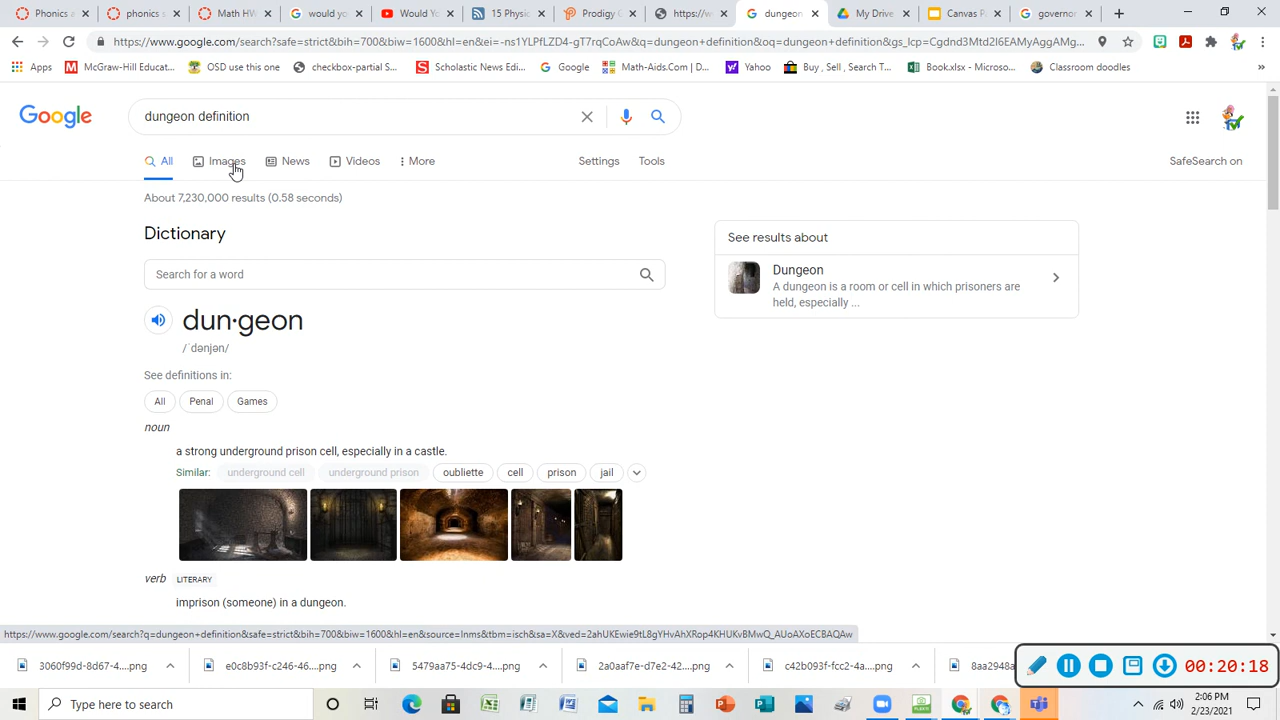 Phonics a
phonics s
Math HW
would yo
Would Yo
15 Physic
Prodigy G
https://w
dungeon
My Drive
Canvas Pa
governor
https://www.google.com/search?safe=strict&bih=700&biw=1600&hl=en&ei=-n1YLPfLZD4-gT7rqCoAw&q=dungeon+definition&oq=dungeon+definition&gs_lcp=Cgdnd3Mtd2l6EAMyAggAMg...
Apps
McGraw-Hill Educat...
OSD use this one
checkbox-partial S...
Scholastic News Edi...
Google
Math-Aids.Com | D...
Yahoo
Buy , Sell , Search T...
Book.xlsx - Microso...
Classroom doodles
»
Google
dungeon definition
All
Images
News
Videos
More
Settings
Tools
SafeSearch on
About 7,230,000 results (0.58 seconds)
Dictionary
Search for a word
dun·geon
/ˈdənjən/
See definitions in:
All
Penal
Games
noun
a strong underground prison cell, especially in a castle.
Similar: underground cell underground prison oubliette cell prison jail
verb LITERARY
imprison (someone) in a dungeon.
See results about
Dungeon
A dungeon is a room or cell in which prisoners are
held, especially ...
https://www.google.com/search?q=dungeon+definition&safe=strict&bih=700&biw=1600&hl=en&source=lnms&tbm=isch&sa=X&ved=2ahUKEwie9tL8gYHvAhXRop4KHUKvBMwQ_AUoAXoECBAQAw
3060f99d-8d67-4....png
e0c8b93f-c246-46....png
5479aa75-4dc9-4....png
2a0aaf7e-d7e2-42....png
c42b093f-fcc2-4a....png
8aa2948a
00:20:18
Type here to search
2:06 PM
2/23/2021